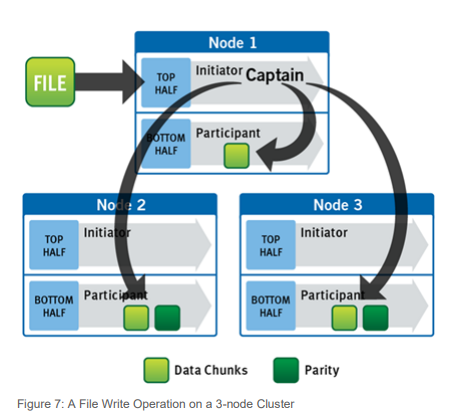 Node 1
FILE
TOP HALF
Initiator
Captain
BOTTOM HALF
Participant
Node 2
TOP HALF
Initiator
BOTTOM HALF
Participant
Node 3
TOP HALF
Initiator
BOTTOM HALF
Participant
Data Chunks
Parity
Figure 7: A File Write Operation on a 3-node Cluster